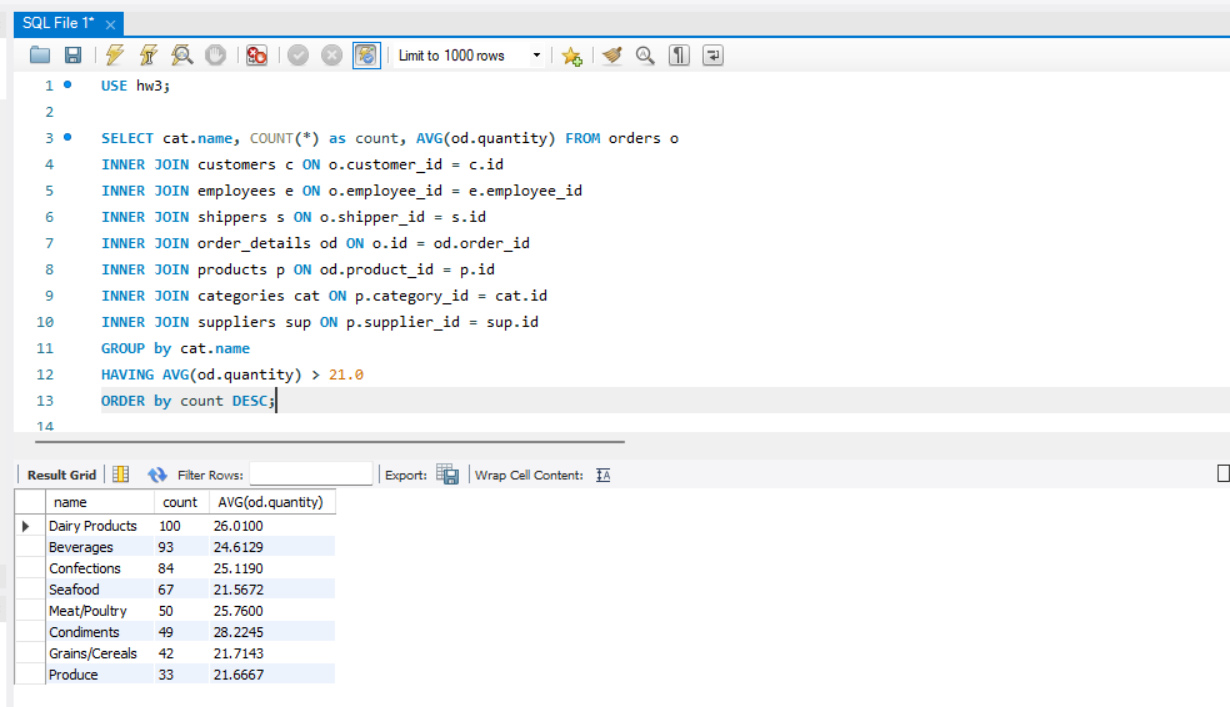 SQL File 1*
Limit to 1000 rows
1 USE hw3;
2
3 SELECT cat.name, COUNT(*) as count, AVG(od.quantity) FROM orders o
4 INNER JOIN customers c ON o.customer_id = c.id
5 INNER JOIN employees e ON o.employee_id = e.employee_id
6 INNER JOIN shippers s ON o.shipper_id = s.id
7 INNER JOIN order_details od ON o.id = od.order_id
8 INNER JOIN products p ON od.product_id = p.id
9 INNER JOIN categories cat ON p.category_id = cat.id
10 INNER JOIN suppliers sup ON p.supplier_id = sup.id
11 GROUP by cat.name
12 HAVING AVG(od.quantity) > 21.0
13 ORDER by count DESC;
14
Result Grid Filter Rows: Export: Wrap Cell Content: IA
name count AVG(od.quantity)
Dairy Products 100 26.0100
Beverages 93 24.6129
Confections 84 25.1190
Seafood 67 21.5672
Meat/Poultry 50 25.7600
Condiments 49 28.2245
Grains/Cereals 42 21.7143
Produce 33 21.6667